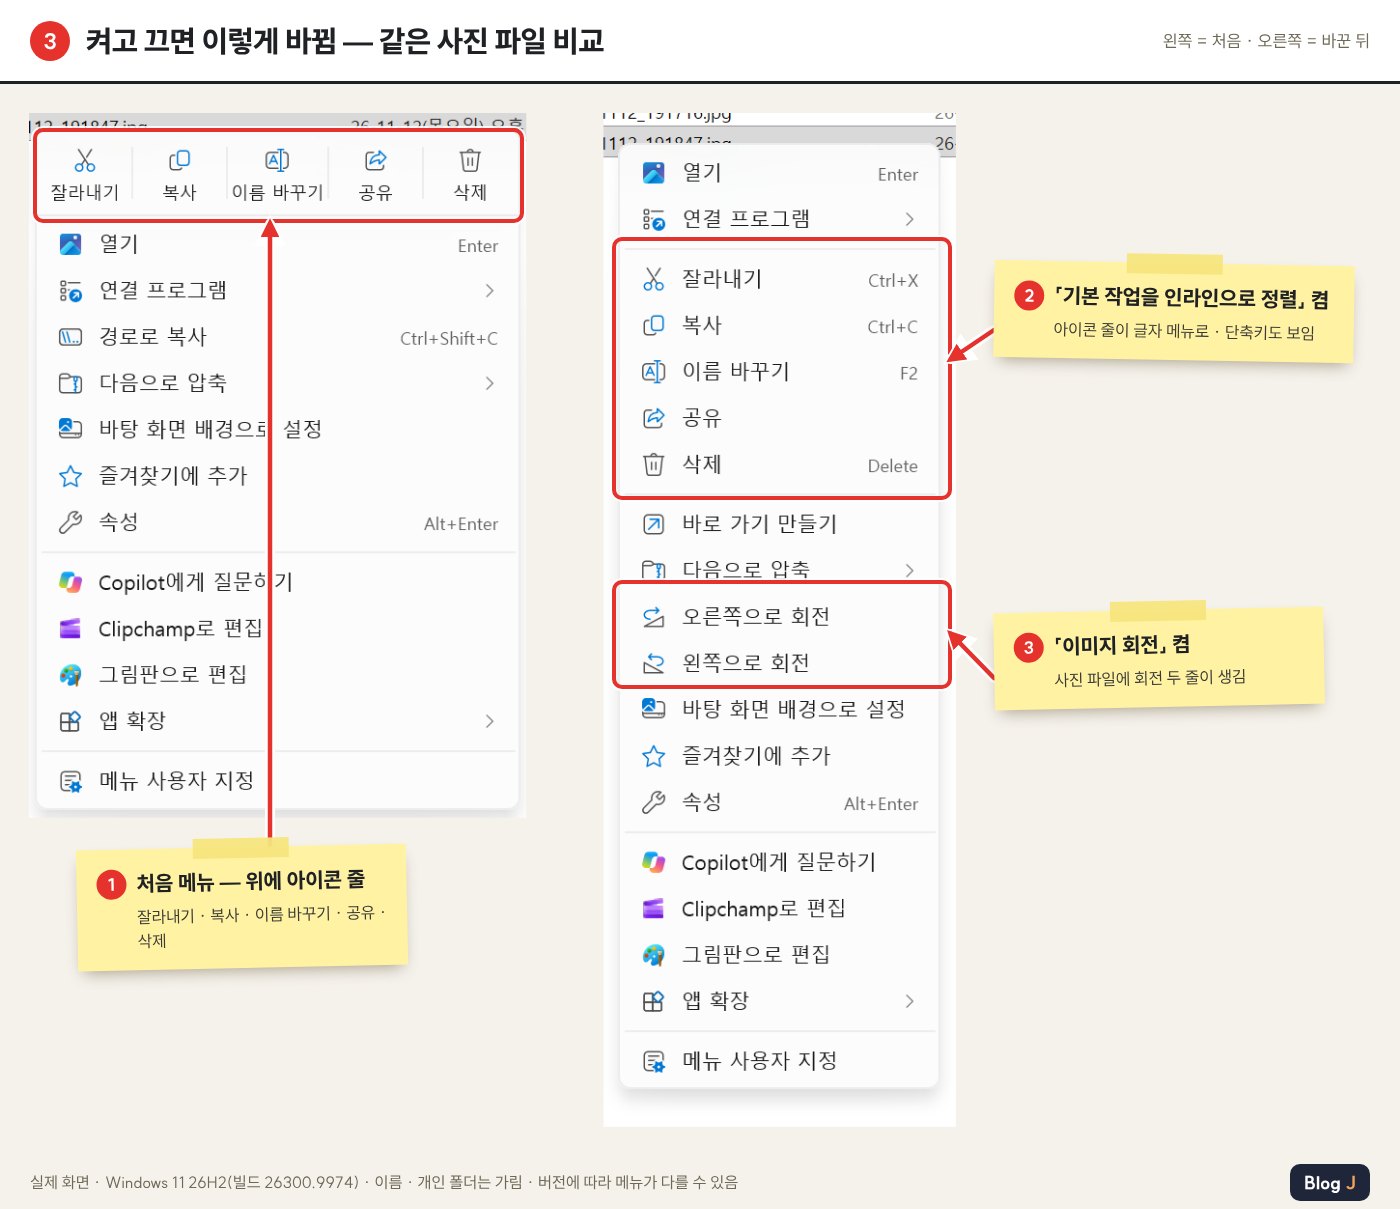 3 켜고 끄면 이렇게 바뀜 — 같은 사진 파일 비교
왼쪽 = 처음 · 오른쪽 = 바꾼 뒤
잘라내기 복사 이름 바꾸기 공유 삭제
열기 Enter
연결 프로그램
경로로 복사 Ctrl+Shift+C
다음으로 압축
바탕 화면 배경으로 설정
즐겨찾기에 추가
속성 Alt+Enter
Copilot에게 질문하기
Clipchamp로 편집
그림판으로 편집
앱 확장
메뉴 사용자 지정
1 처음 메뉴 — 위에 아이콘 줄
잘라내기 · 복사 · 이름 바꾸기 · 공유 ·
삭제
열기 Enter
연결 프로그램
잘라내기 Ctrl+X
복사 Ctrl+C
이름 바꾸기 F2
공유
삭제 Delete
바로 가기 만들기
다음으로 압축
오른쪽으로 회전
왼쪽으로 회전
바탕 화면 배경으로 설정
즐겨찾기에 추가
속성 Alt+Enter
Copilot에게 질문하기
Clipchamp로 편집
그림판으로 편집
앱 확장
메뉴 사용자 지정
2 「기본 작업을 인라인으로 정렬」 켬
아이콘 줄이 글자 메뉴로 · 단축키도 보임
3 「이미지 회전」 켬
사진 파일에 회전 두 줄이 생김
실제 화면 · Windows 11 26H2(빌드 26300.9974) · 이름 · 개인 폴더는 가림 · 버전에 따라 메뉴가 다를 수 있음
Blog J